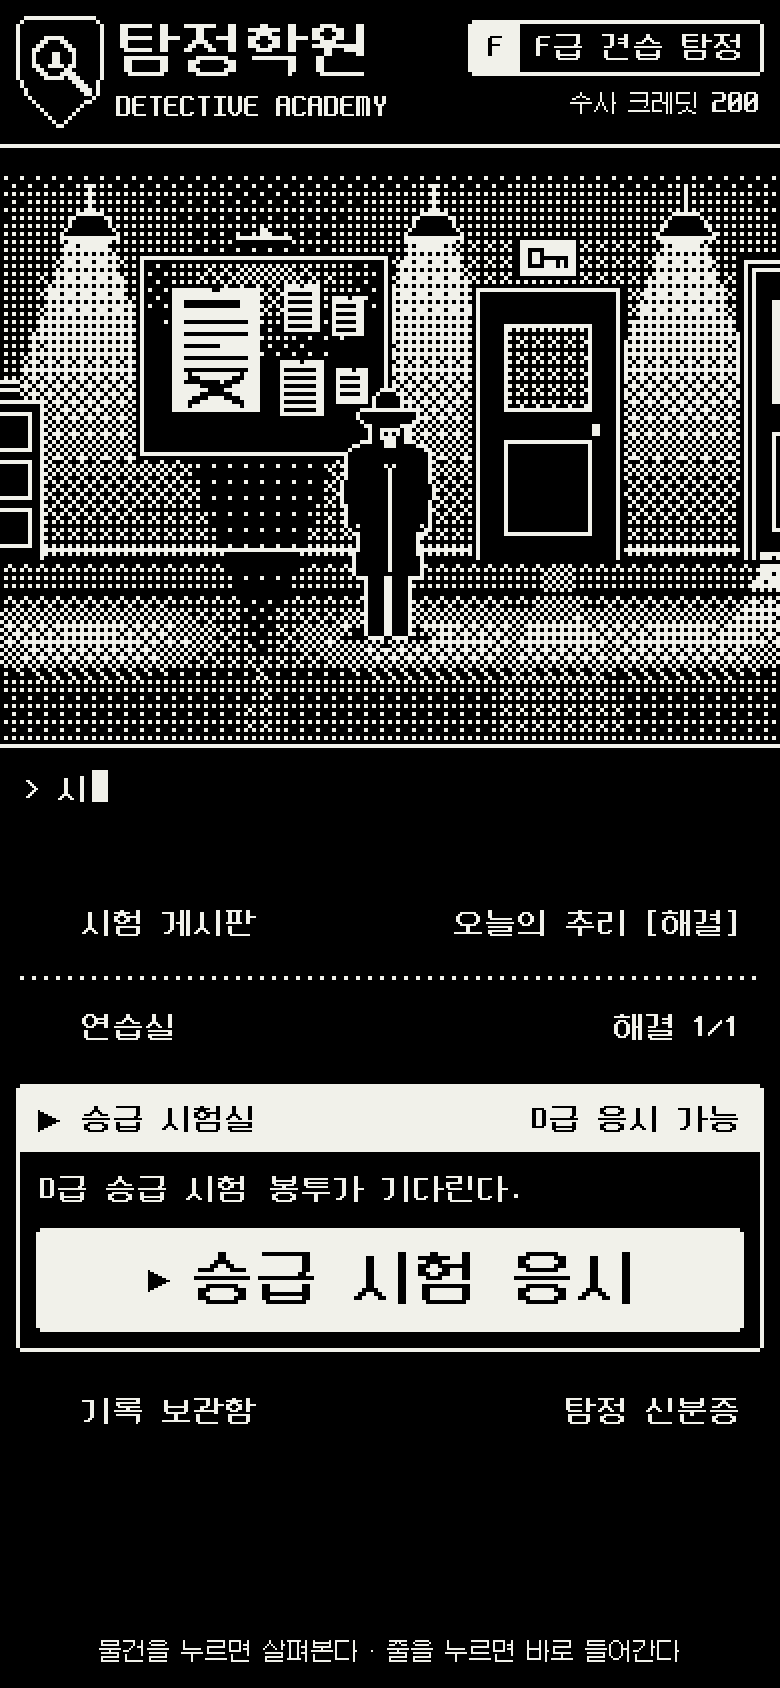 탐정학원
DETECTIVE ACADEMY
F F급 견습 탐정
수사 크레딧 200
> 시
시험 게시판 오늘의 추리 [해결]
연습실 해결 1/1
▶ 승급 시험실 D급 응시 가능
D급 승급 시험 봉투가 기다린다.
▶ 승급 시험 응시
기록 보관함 탐정 신분증
물건을 누르면 살펴본다 · 줄을 누르면 바로 들어간다